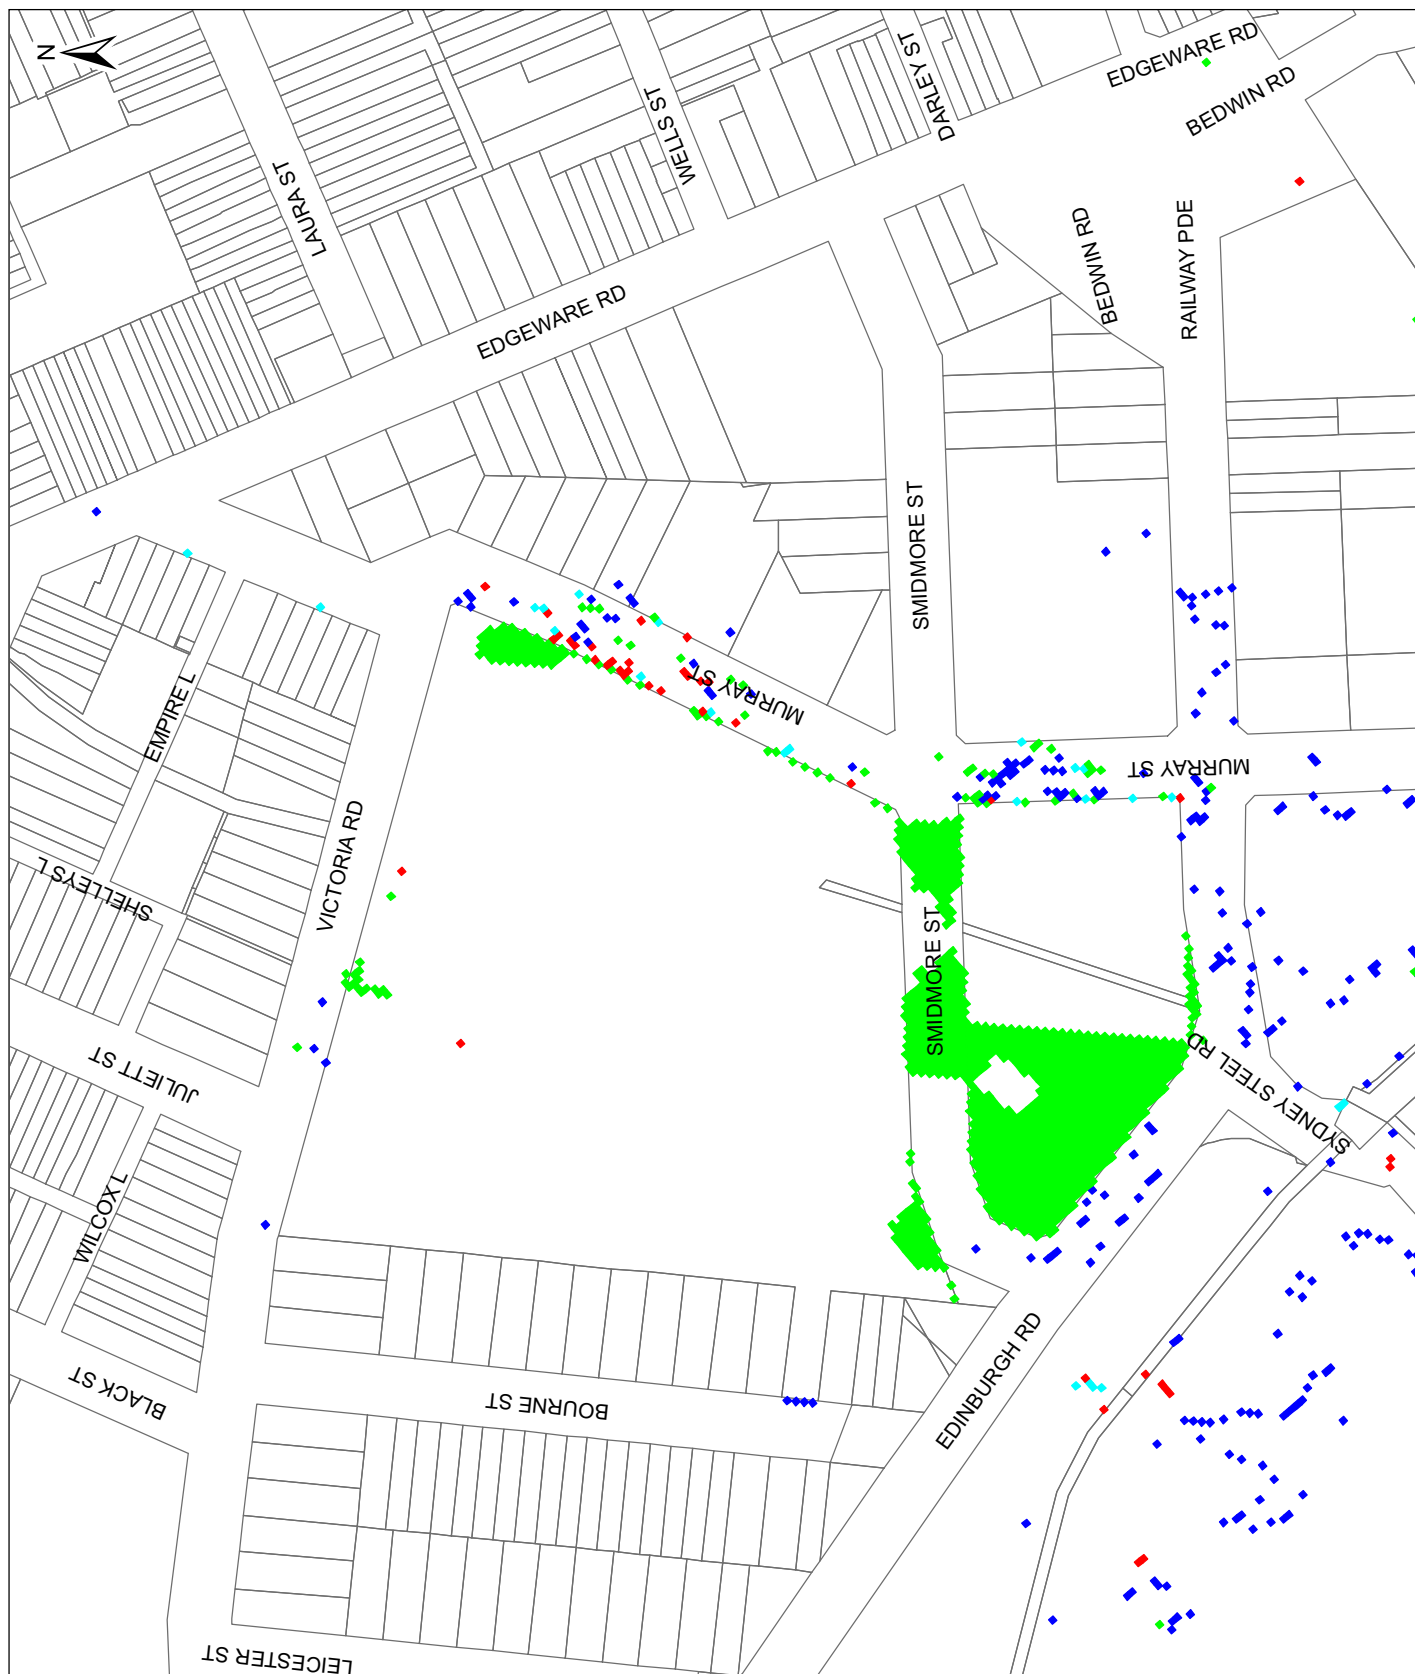 N
LAURA ST
WELLS ST
DARLEY ST
EDGEWARE RD
BEDWIN RD
BEDWIN RD
RAILWAY PDE
EDGEWARE RD
SMIDMORE ST
MURRAY ST
EMPIRE L
MURRAY ST
SHELLEYS L
VICTORIA RD
SMIDMORE ST
JULIETT ST
SYDNEY STEEL RD
WILCOX L
BLACK ST
BOURNE ST
EDINBURGH RD
LEICESTER ST